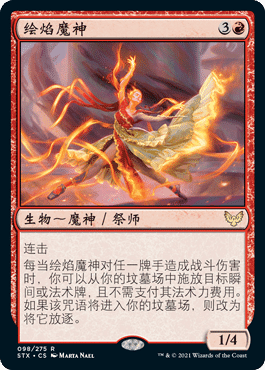 绘焰魔神 3
生物～魔神／祭师
连击
每当绘焰魔神对任一牌手造成战斗伤害
时，你可以从你的坟墓场中施放目标瞬
间或法术牌，且不需支付其法术力费用。
如果该咒语将进入你的坟墓场，则改为
将它放逐。
1/4
098/275 R
STX • CS MARTA NAEL
™ & © 2021 Wizards of the Coast